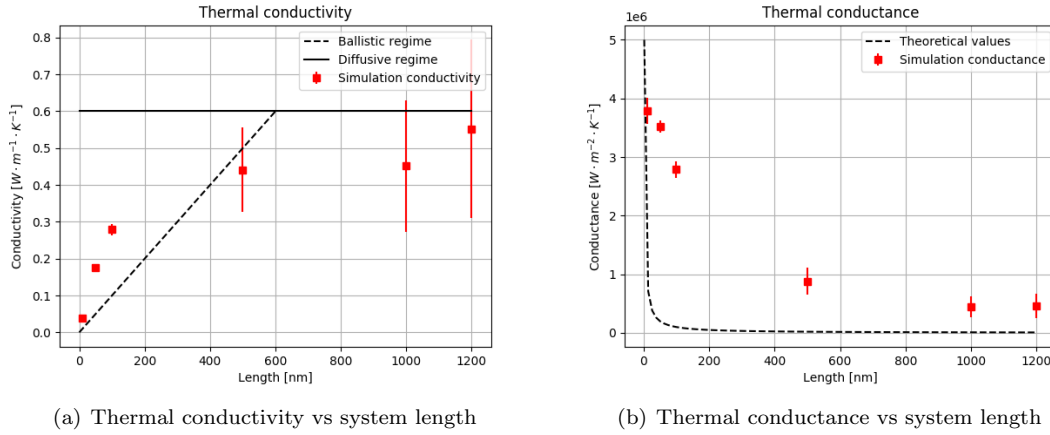 Thermal conductivity
Ballistic regime
Diffusive regime
Simulation conductivity
Conductivity [W · m⁻¹ · K⁻¹]
0.8
0.7
0.6
0.5
0.4
0.3
0.2
0.1
0.0
0 200 400 600 800 1000 1200
Length [nm]
(a) Thermal conductivity vs system length
1e6
Thermal conductance
Theoretical values
Simulation conductance
Conductance [W · m⁻² · K⁻¹]
5
4
3
2
1
0
0 200 400 600 800 1000 1200
Length [nm]
(b) Thermal conductance vs system length